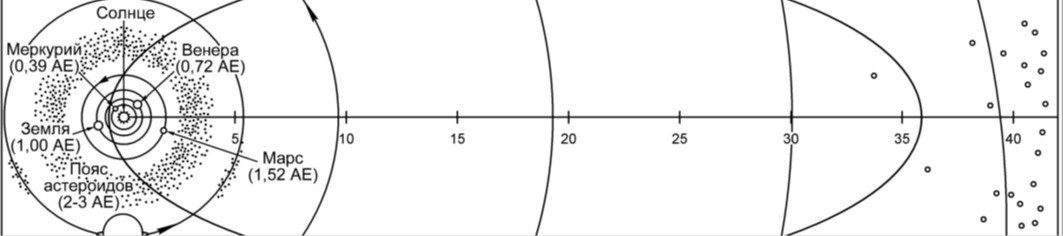 Солнце
Меркурий
(0,39 АЕ)
Венера
(0,72 АЕ)
Земля
(1,00 АЕ)
Марс
(1,52 АЕ)
Пояс
астероидов
(2-3 АЕ)
5 10 15 20 25 30 35 40